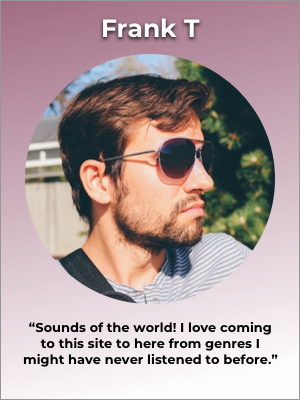 Frank T
“Sounds of the world! I love coming
to this site to here from genres I
might have never listened to before.”